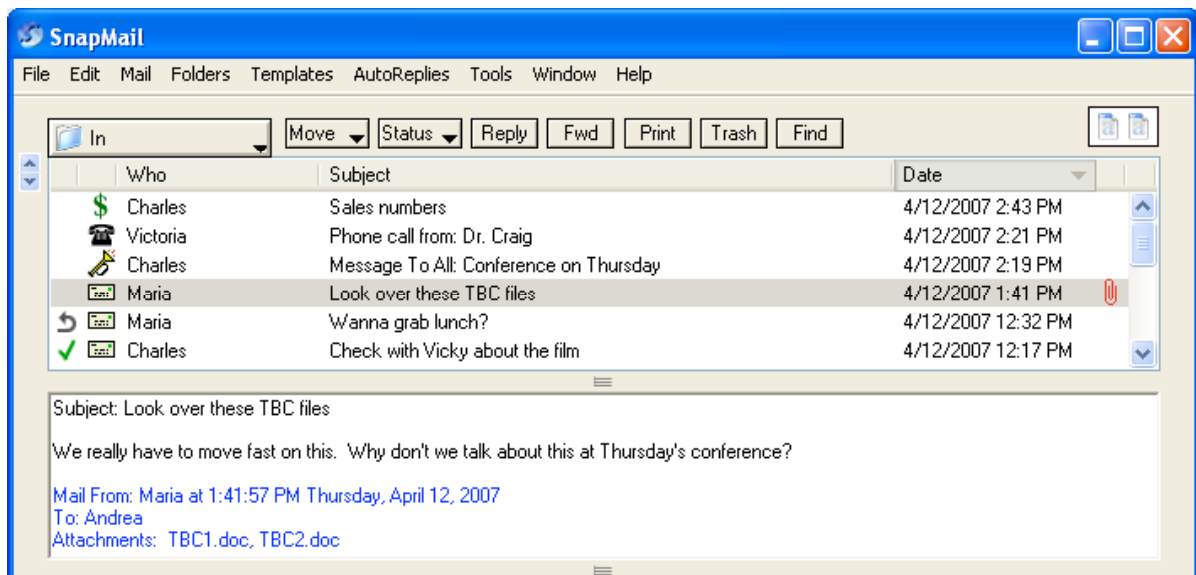 SnapMail
File Edit Mail Folders Templates AutoReplies Tools Window Help
In Move Status Reply Fwd Print Trash Find
Who Subject Date
$ Charles Sales numbers 4/12/2007 2:43 PM
Victoria Phone call from: Dr. Craig 4/12/2007 2:21 PM
Charles Message To All: Conference on Thursday 4/12/2007 2:19 PM
Maria Look over these TBC files 4/12/2007 1:41 PM
Maria Wanna grab lunch? 4/12/2007 12:32 PM
Charles Check with Vicky about the film 4/12/2007 12:17 PM
Subject: Look over these TBC files
We really have to move fast on this.  Why don't we talk about this at Thursday's conference?
Mail From: Maria at 1:41:57 PM Thursday, April 12, 2007
To: Andrea
Attachments:  TBC1.doc, TBC2.doc